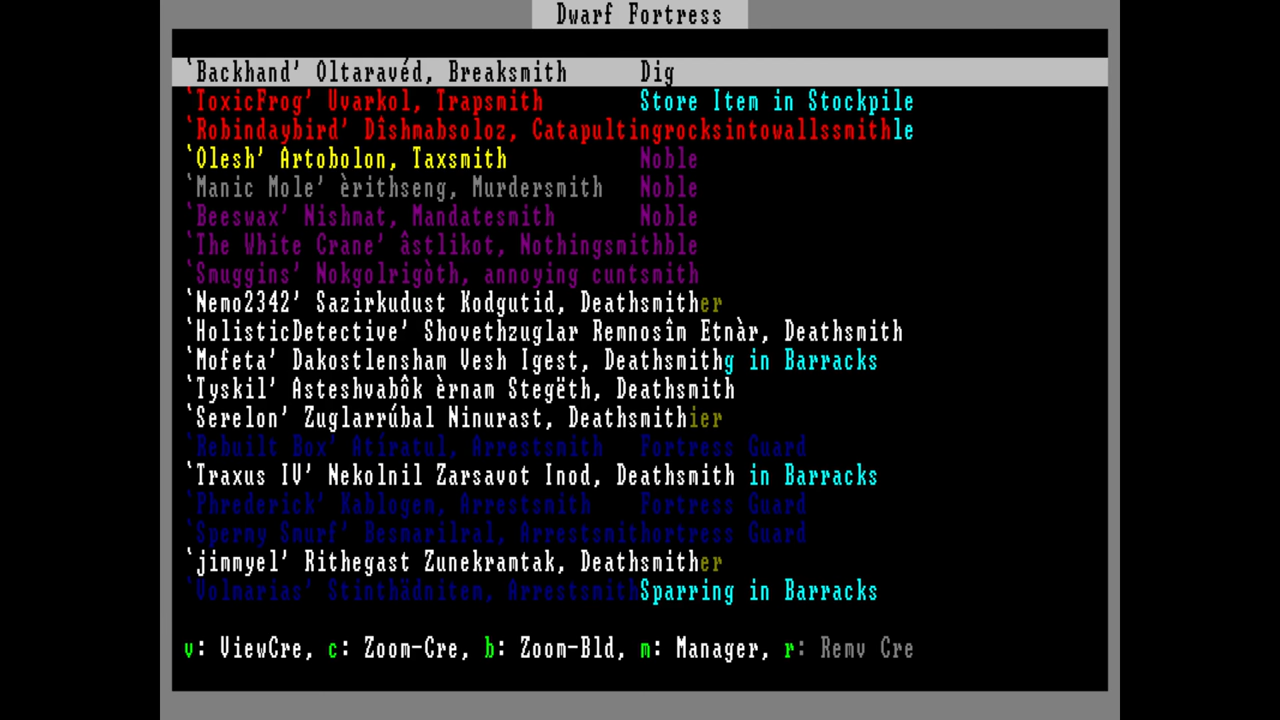 Dwarf Fortress
`Backhand' Oltaravéd, Breaksmith Dig
`ToxicFrog' Uvarkol, Trapsmith Store Item in Stockpile
`Robindaybird' Dîshmabsoloz, Catapultingrocksintowallssmithle
`Olesh' Artobolon, Taxsmith Noble
`Manic Mole' èrithseng, Murdersmith Noble
`Beeswax' Nishmat, Mandatesmith Noble
`The White Crane' âstlikot, Nothingsmithble
`Smuggins' Nokgolrigòth, annoying cuntsmith
`Nemo2342' Sazirkudust Kodgutid, Deathsmither
`HolisticDetective' Shovethzuglar Remnosîm Etnàr, Deathsmith
`Mofeta' Dakostlensham Vesh Igest, Deathsmithg in Barracks
`Tyskil' Asteshvabôk èrnam Stegëth, Deathsmith
`Serelon' Zuglarrúbal Ninurast, Deathsmithier
`Rebuilt Box' Atíratul, Arrestsmith Fortress Guard
`Traxus IV' Nekolnil Zarsavot Inod, Deathsmith in Barracks
`Phrederick' Kablogem, Arrestsmith Fortress Guard
`Spermy Smurf' Besmarilral, Arrestsmithortress Guard
`jimmyel' Rithegast Zunekramtak, Deathsmither
`Volmarias' Stinthädniten, ArrestsmithSparring in Barracks
v: ViewCre, c: Zoom-Cre, b: Zoom-Bld, m: Manager, r: Remv Cre